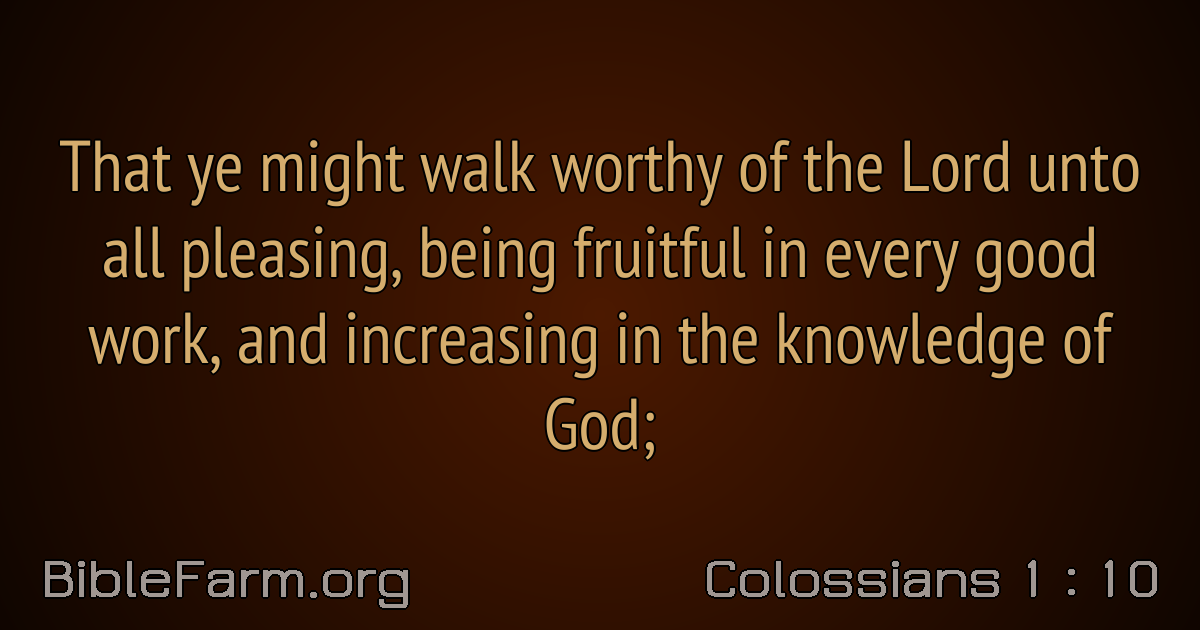 That ye might walk worthy of the Lord unto
all pleasing, being fruitful in every good
work, and increasing in the knowledge of
God;
BibleFarm.org
Colossians 1 : 10